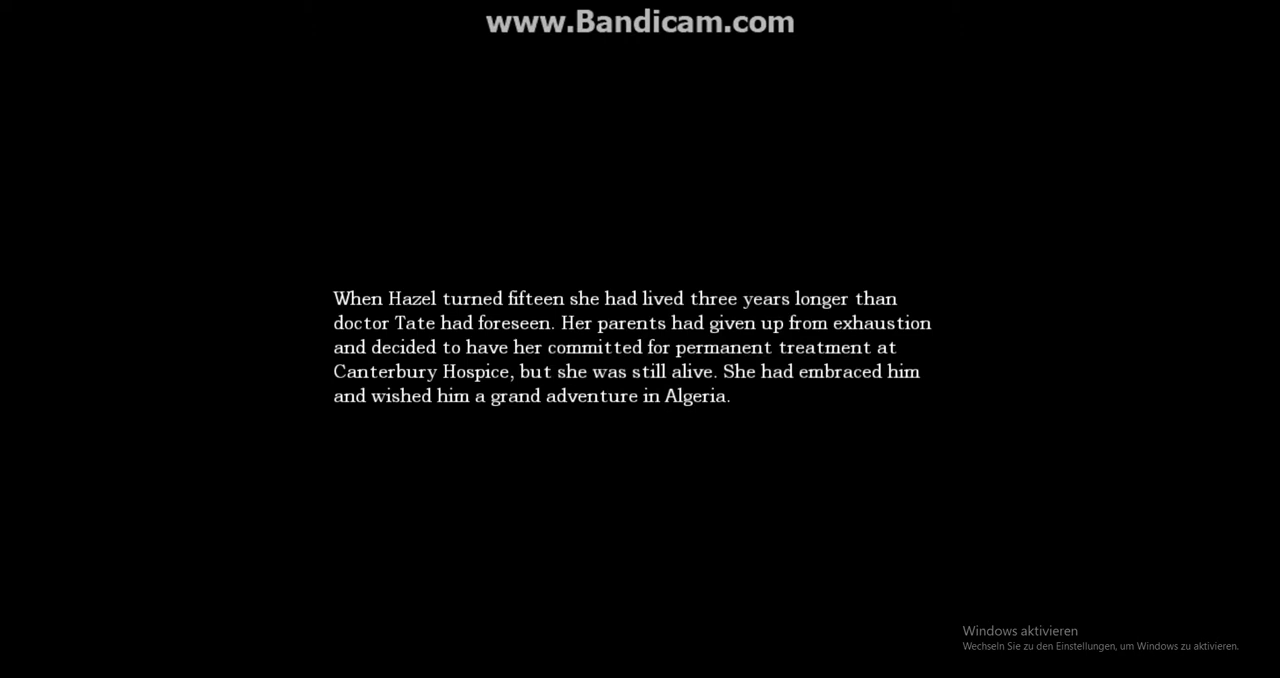 www.Bandicam.com
When Hazel turned fifteen she had lived three years longer than
doctor Tate had foreseen. Her parents had given up from exhaustion
and decided to have her committed for permanent treatment at
Canterbury Hospice, but she was still alive. She had embraced him
and wished him a grand adventure in Algeria.
Windows aktivieren
Wechseln Sie zu den Einstellungen, um Windows zu aktivieren.